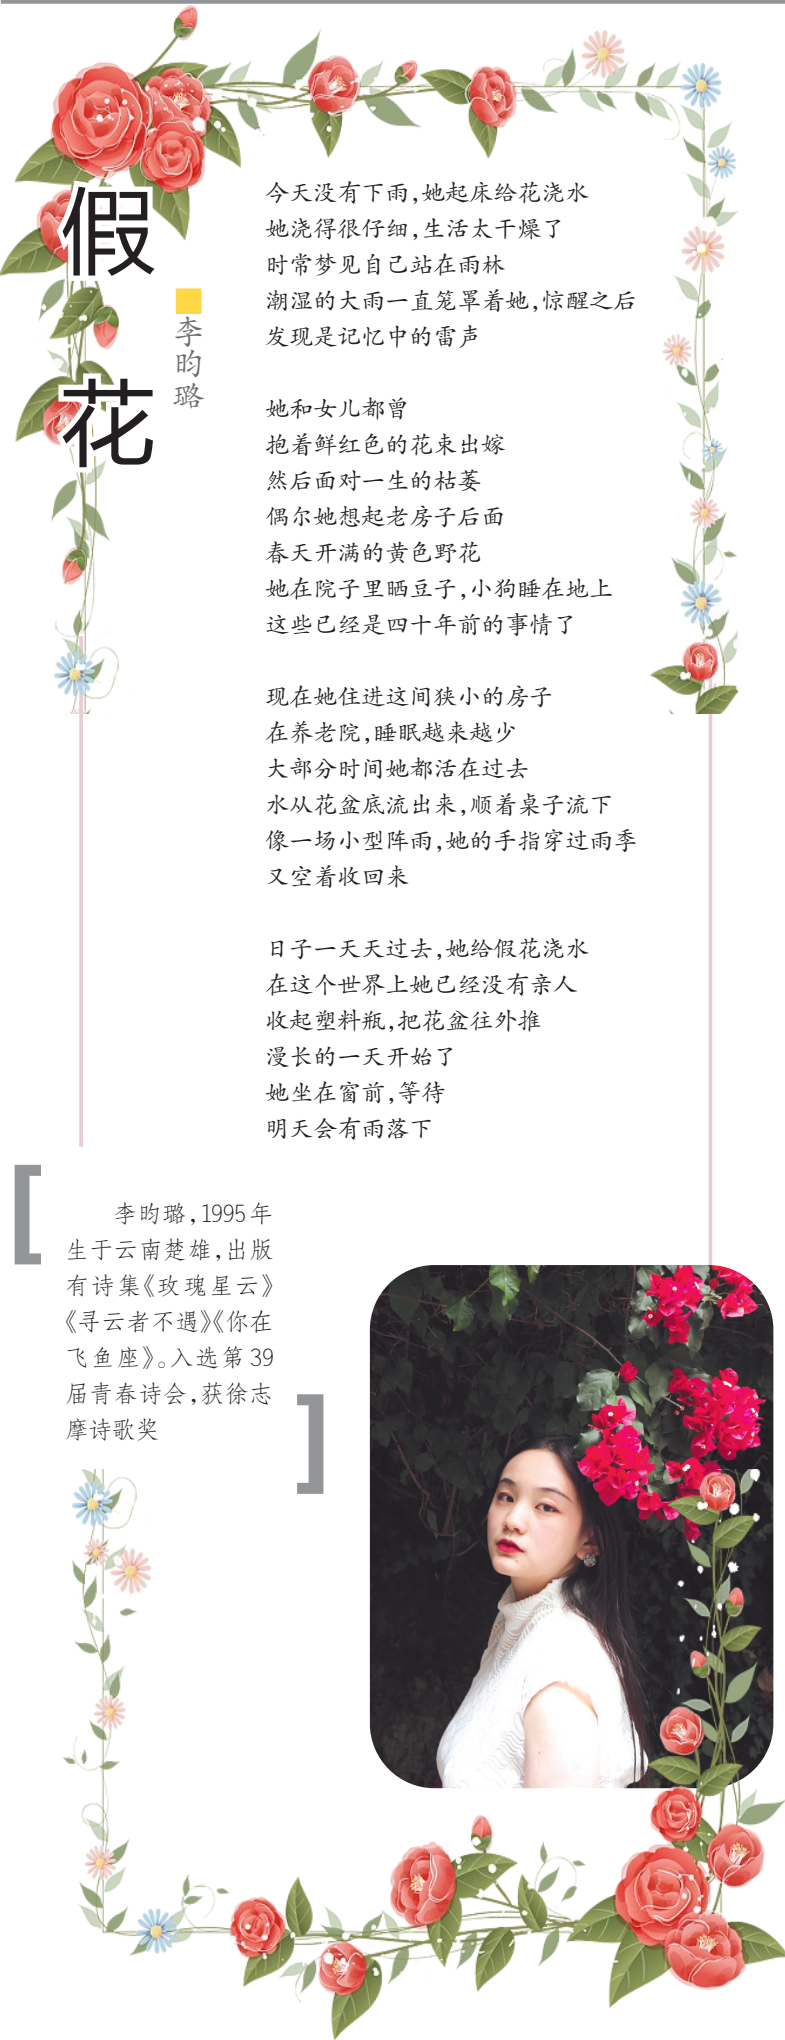 假花
李昀璐
今天没有下雨,她起床给花浇水
她浇得很仔细,生活太干燥了
时常梦见自己站在雨林
潮湿的大雨一直笼罩着她,惊醒之后
发现是记忆中的雷声
她和女儿都曾
抱着鲜红色的花束出嫁
然后面对一生的枯萎
偶尔她想起老房子后面
春天开满的黄色野花
她在院子里晒豆子,小狗睡在地上
这些已经是四十年前的事情了
现在她住进这间狭小的房子
在养老院,睡眠越来越少
大部分时间她都活在过去
水从花盆底流出来,顺着桌子流下
像一场小型阵雨,她的手指穿过雨季
又空着收回来
日子一天天过去,她给假花浇水
在这个世界上她已经没有亲人
收起塑料瓶,把花盆往外推
漫长的一天开始了
她坐在窗前,等待
明天会有雨落下
李昀璐,1995年
生于云南楚雄,出版
有诗集《玫瑰星云》
《寻云者不遇》《你在
飞鱼座》。入选第39
届青春诗会,获徐志
摩诗歌奖